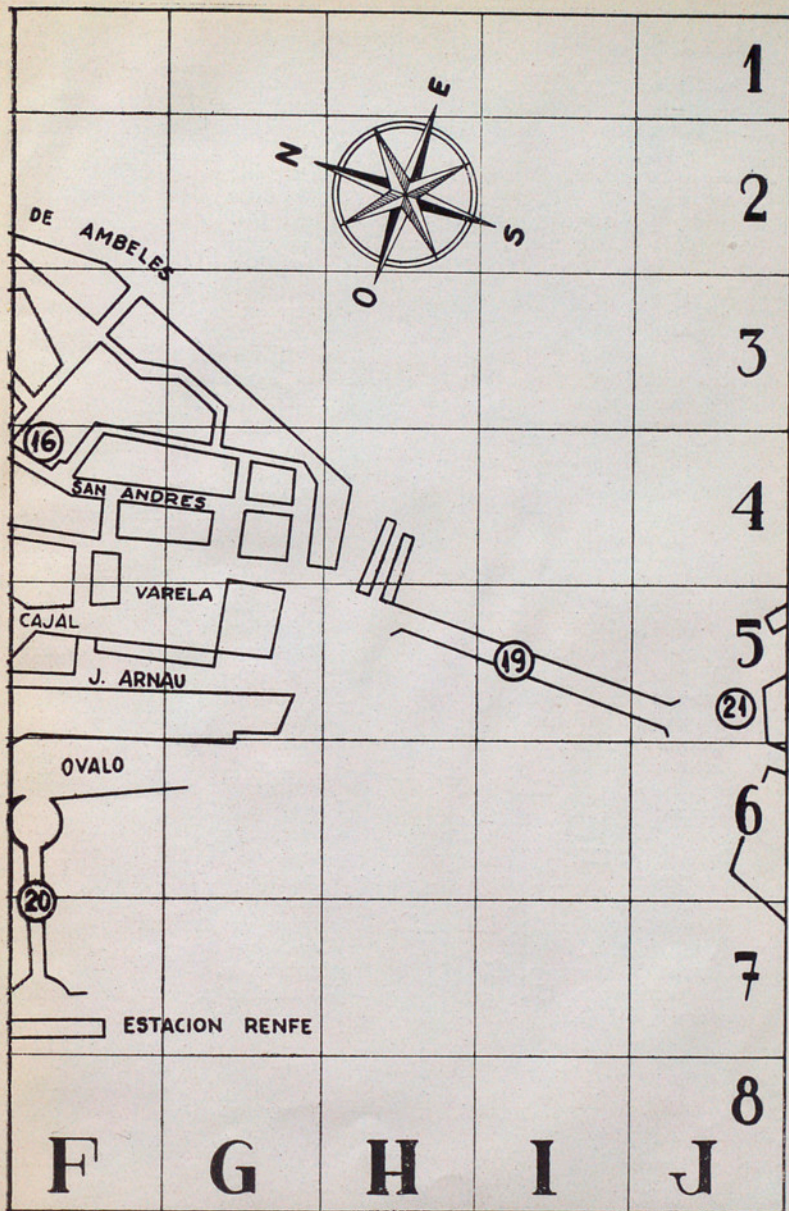 1
E
N
2
S
DE AMBELES
O
3
16
SAN ANDRES
4
VARELA
CAJAL
5
19
J. ARNAU
21
OVALO
6
20
7
ESTACION RENFE
8
F G H I J